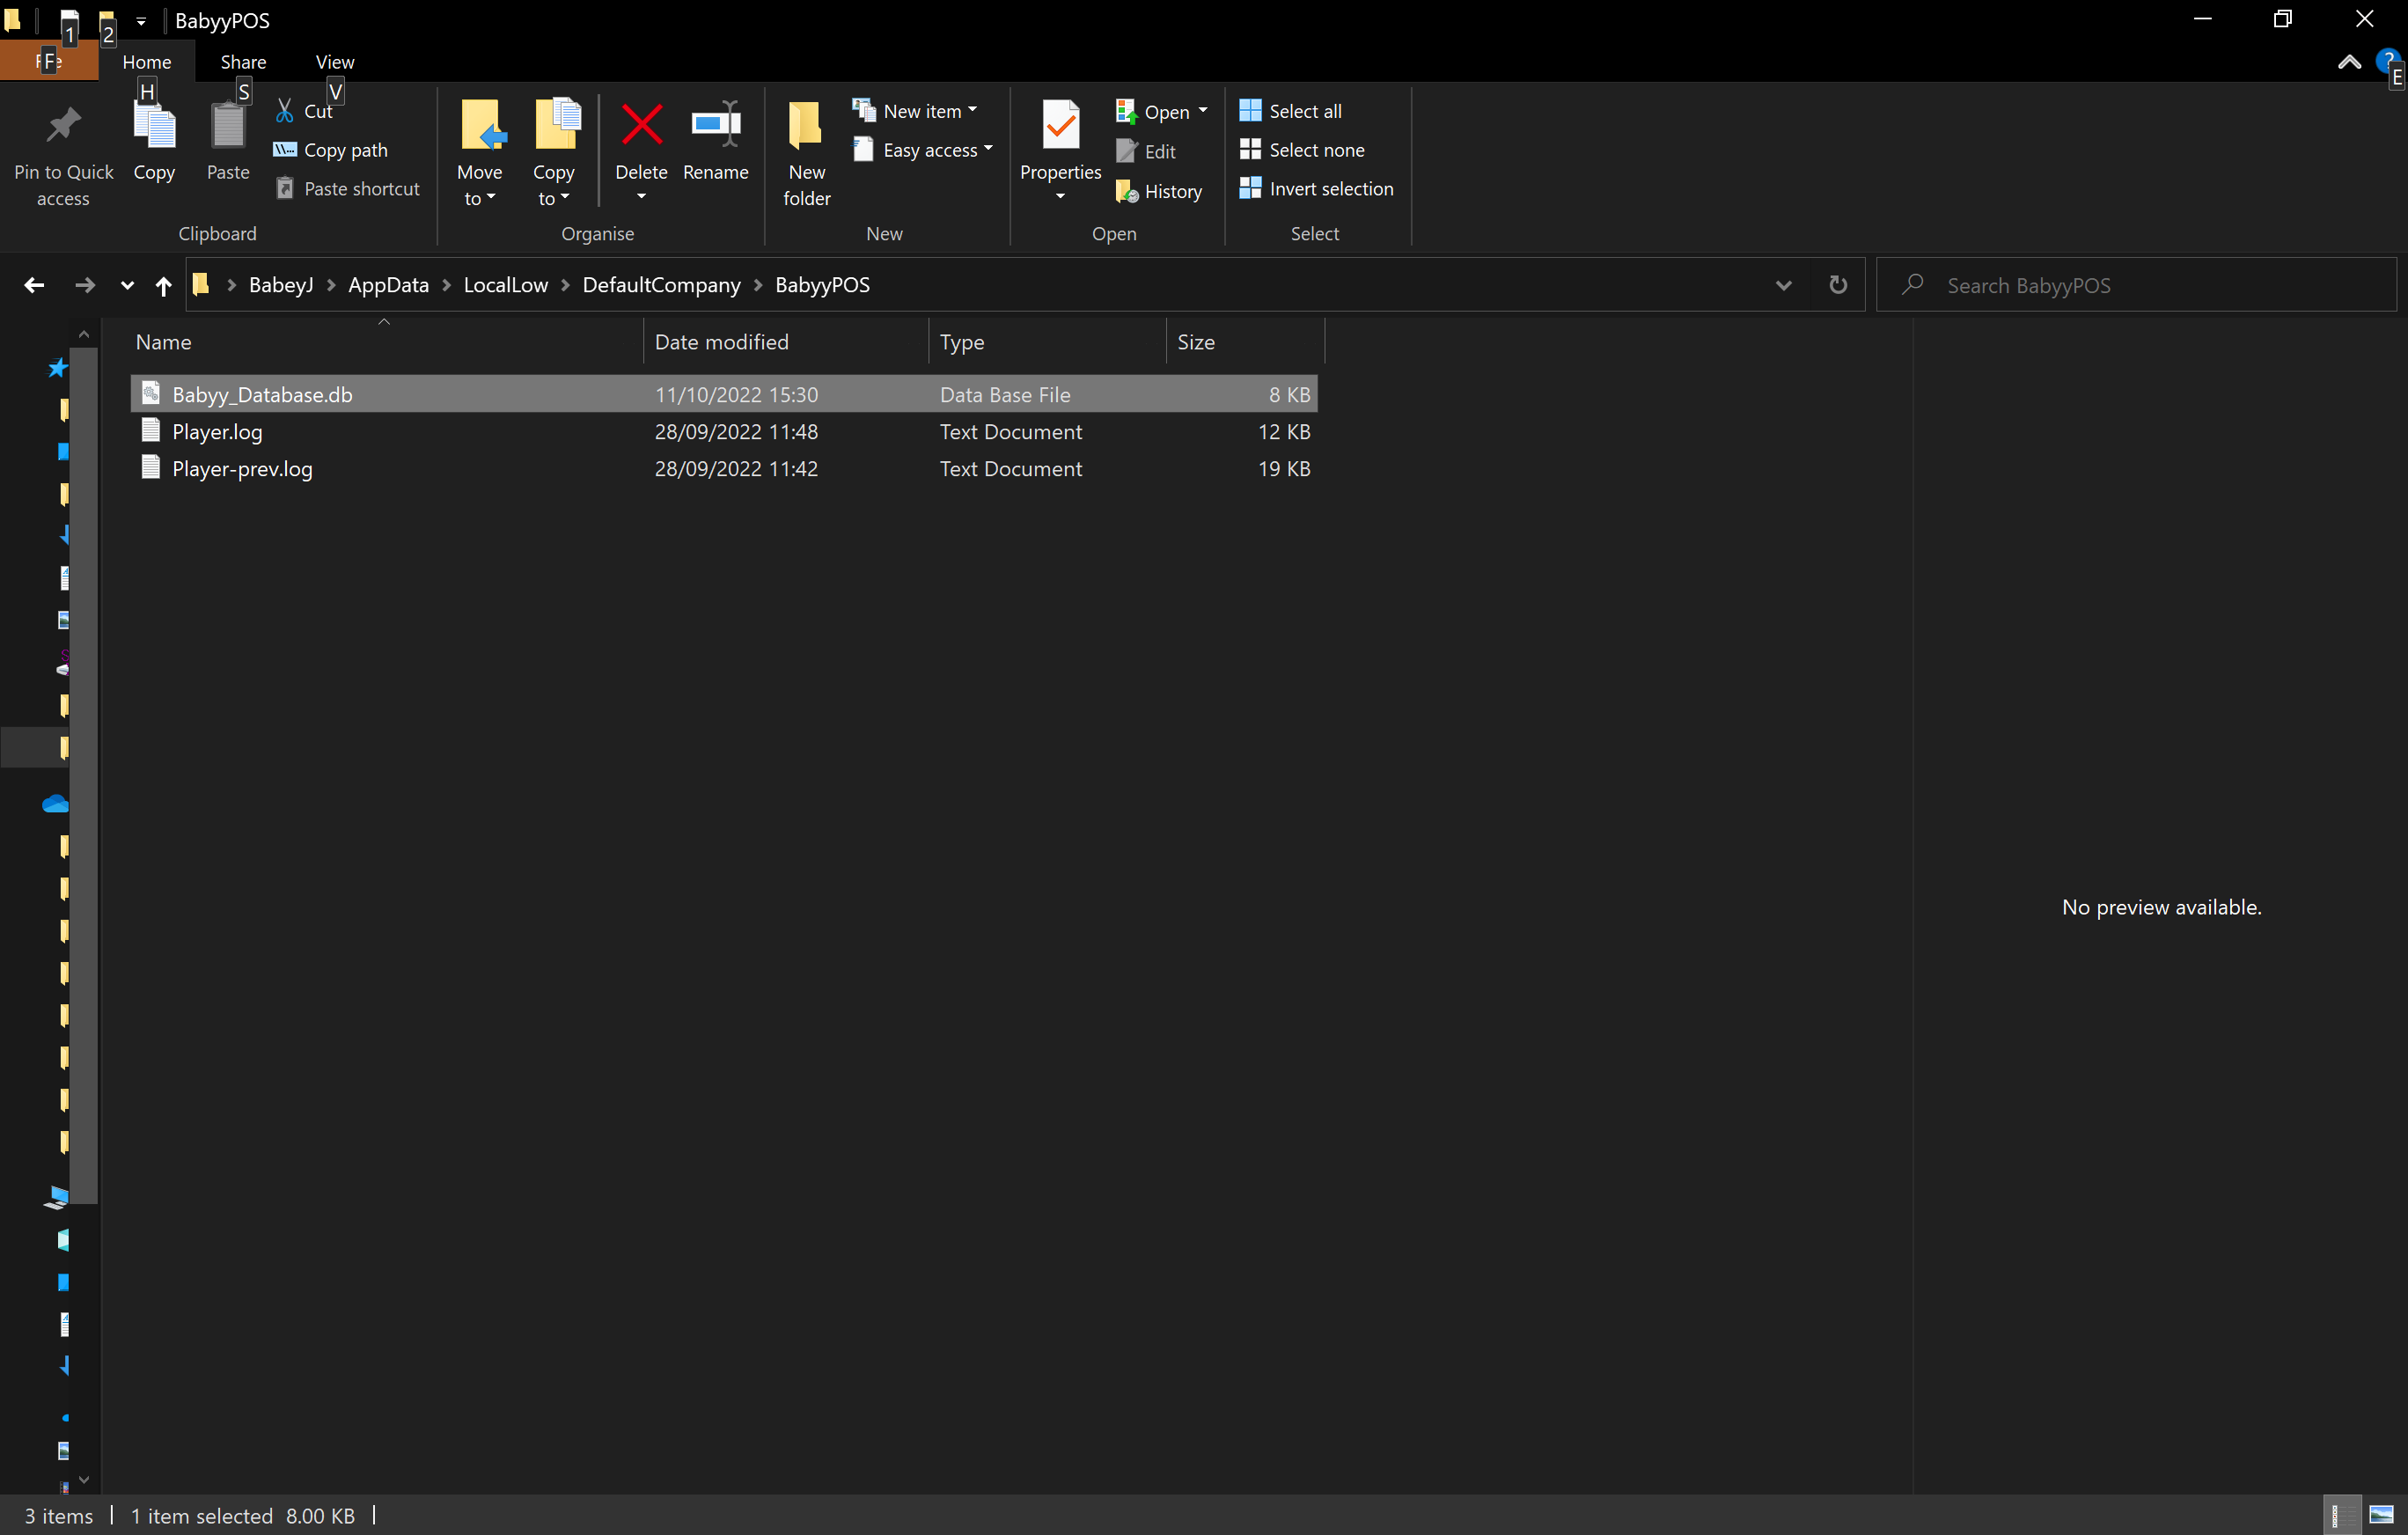 1 2 BabyyPOS
F Home Share View
H S V E
Pin to Quick access
Copy
Paste
Cut
Copy path
Paste shortcut
Clipboard
Move to
Copy to
Delete
Rename
Organise
New folder
New item
Easy access
New
Properties
Open
Edit
History
Open
Select all
Select none
Invert selection
Select
BabeyJ AppData LocalLow DefaultCompany BabyyPOS
Search BabyyPOS
Name Date modified Type Size
Babyy_Database.db 11/10/2022 15:30 Data Base File 8 KB
Player.log 28/09/2022 11:48 Text Document 12 KB
Player-prev.log 28/09/2022 11:42 Text Document 19 KB
No preview available.
3 items 1 item selected 8.00 KB